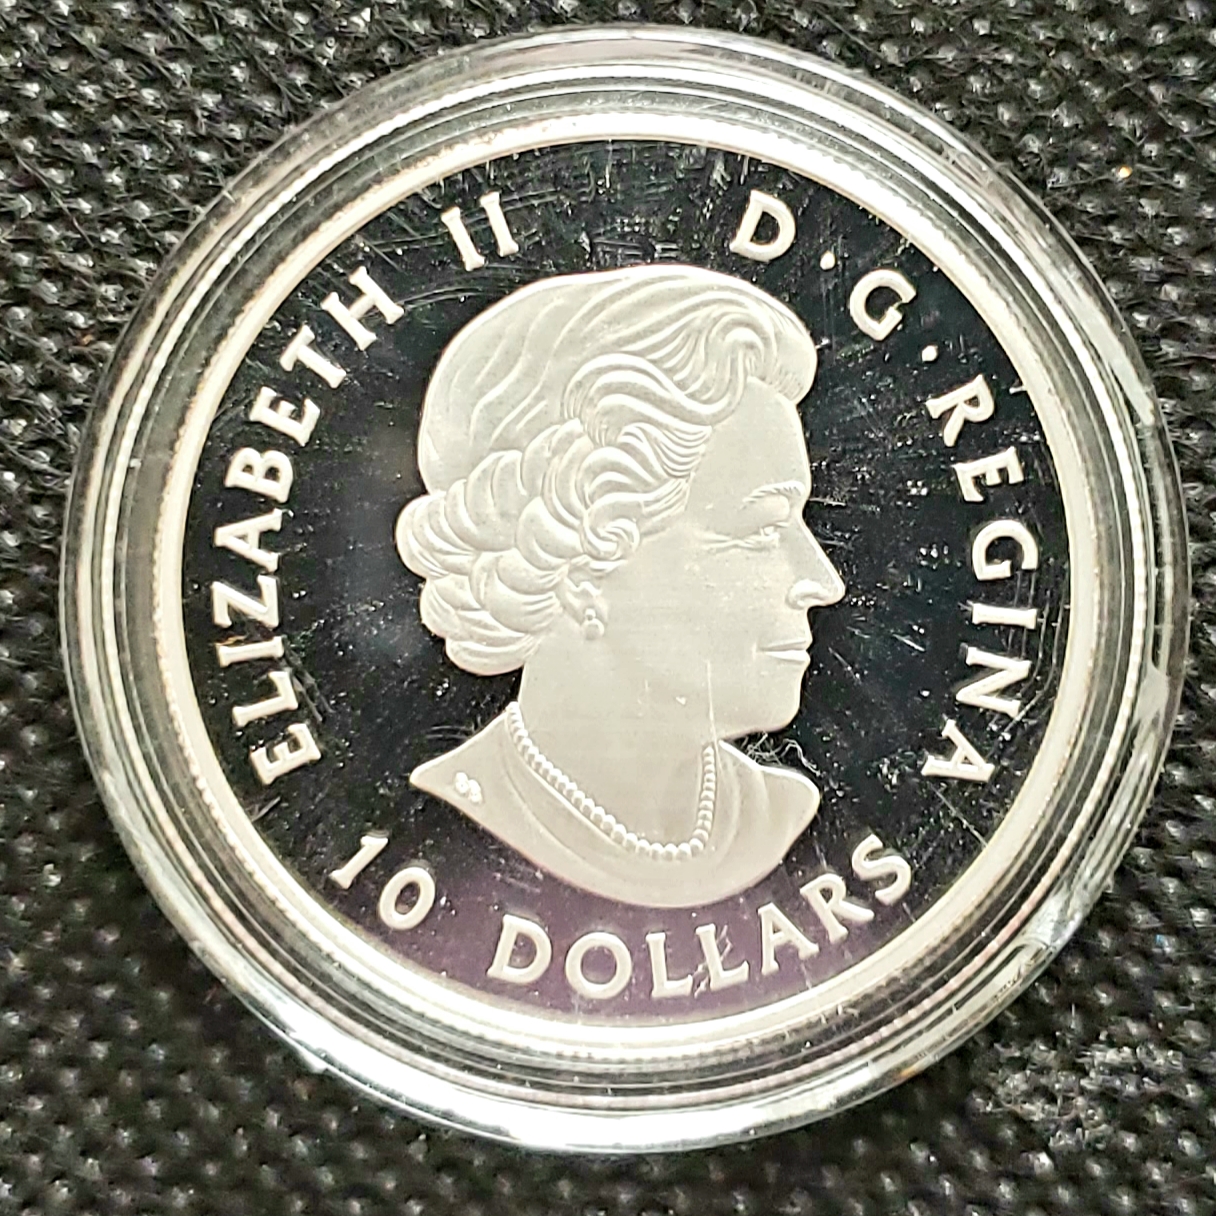 ELIZABETH II D·G·REGINA
10 DOLLARS